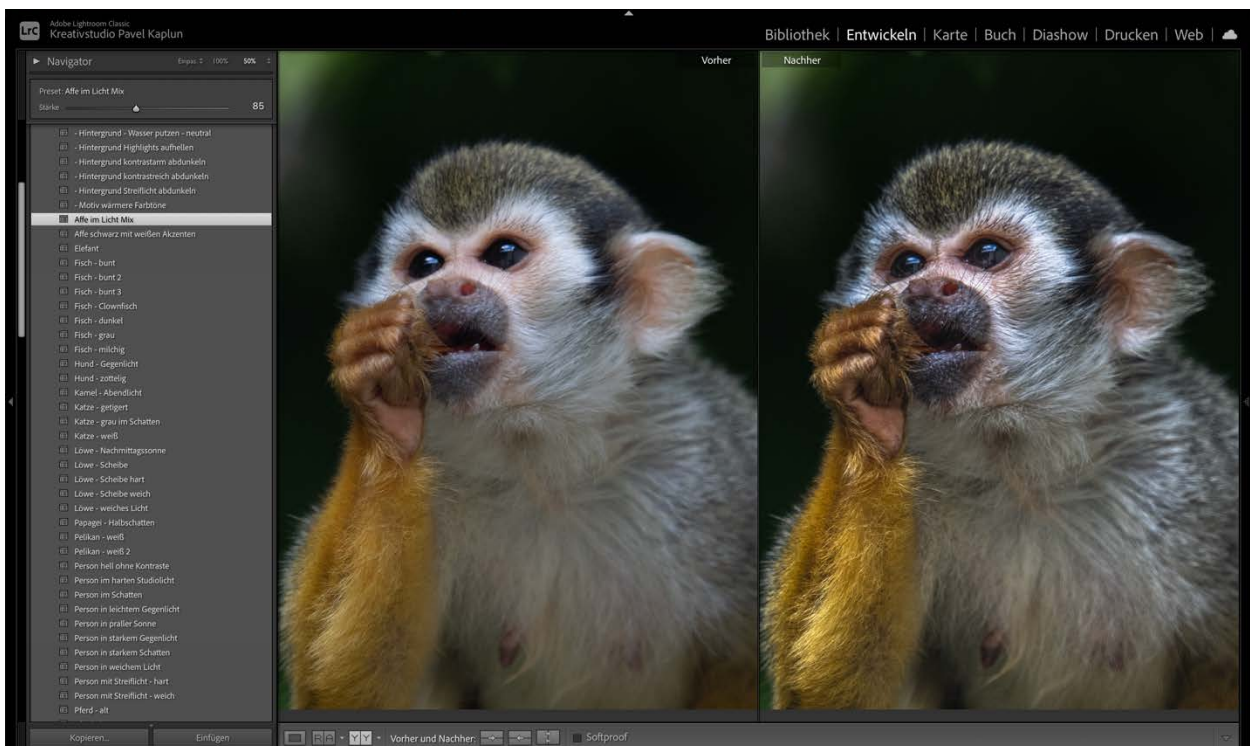 LrC
Adobe Lightroom Classic
Kreativstudio Pavel Kaplun
Bibliothek | Entwickeln | Karte | Buch | Diashow | Drucken | Web |
Navigator
Einpas. 100% 50%
Vorher
Nachher
Preset: Affe im Licht Mix
Stärke 85
- Hintergrund - Wasser putzen - neutral
- Hintergrund Highlights aufhellen
- Hintergrund kontrastarm abdunkeln
- Hintergrund kontrastreich abdunkeln
- Hintergrund Streiflicht abdunkeln
- Motiv wärmere Farbtöne
Affe im Licht Mix
Affe schwarz mit weißen Akzenten
Elefant
Fisch - bunt
Fisch - bunt 2
Fisch - bunt 3
Fisch - Clownfisch
Fisch - dunkel
Fisch - grau
Fisch - milchig
Hund - Gegenlicht
Hund - zottelig
Kamel - Abendlicht
Katze - getigert
Katze - grau im Schatten
Katze - weiß
Löwe - Nachmittagssonne
Löwe - Scheibe
Löwe - Scheibe hart
Löwe - Scheibe weich
Löwe - weiches Licht
Papagei - Halbschatten
Pelikan - weiß
Pelikan - weiß 2
Person hell ohne Kontraste
Person im harten Studiolicht
Person im Schatten
Person in leichtem Gegenlicht
Person in praller Sonne
Person in starkem Gegenlicht
Person in starkem Schatten
Person in weichem Licht
Person mit Streiflicht - hart
Person mit Streiflicht - weich
Pferd - alt
Kopieren... Einfügen
R A Y Y Vorher und Nachher: Softproof